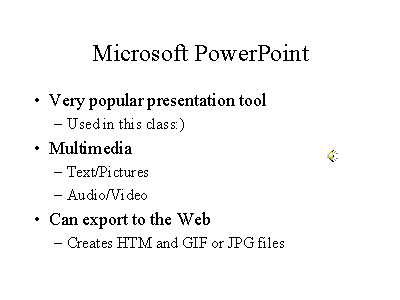 Microsoft PowerPoint
• Very popular presentation tool
– Used in this class:)
• Multimedia
– Text/Pictures
– Audio/Video
• Can export to the Web
– Creates HTM and GIF or JPG files